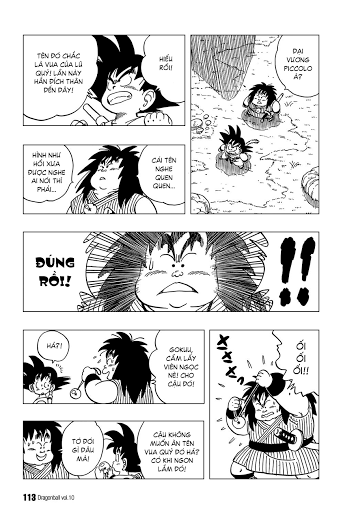 ĐẠI
VƯƠNG
PICCOLO
À?
HIỂU
RỒI!
TÊN ĐÓ CHẮC
LÀ VUA CỦA LŨ
QUỶ! LẦN NÀY
HẮN ĐÍCH THÂN
ĐẾN ĐÂY!
CÁI TÊN
NGHE
QUEN
QUEN...
HÌNH NHƯ
HỒI XƯA
ĐƯỢC NGHE
AI NÓI THÌ
PHẢI...
!!
ĐÚNG
RỒI!
ỐI
ỐI
ỐI!!
GOKUU,
CẦM LẤY
VIÊN NGỌC
NÈ! CHO
CẬU ĐÓ!
HẢ?!
CẬU KHÔNG
MUỐN ĂN TÊN
VUA QUỶ ĐÓ HẢ?
CÓ KHI NGON
LẮM ĐÓ!
TỚ ĐÓI
GÌ ĐÂU
MÀ!
113 Dragonball vol.10